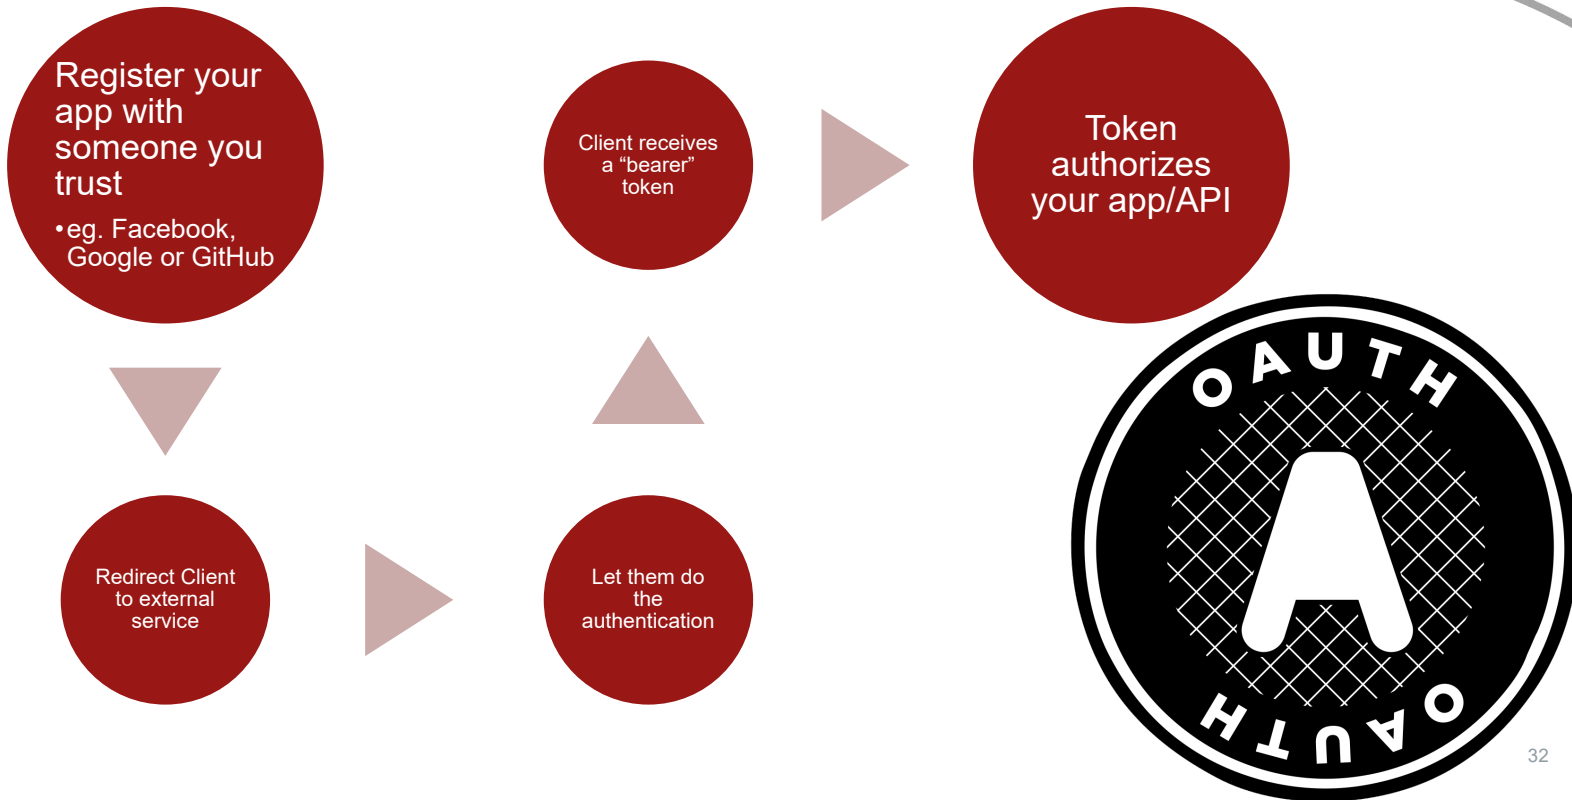 Register your
app with
someone you
trust
•eg. Facebook,
Google or GitHub
Redirect Client
to external
service
Let them do
the
authentication
Client receives
a “bearer”
token
Token
authorizes
your app/API
OAUTH
OAUTH
32